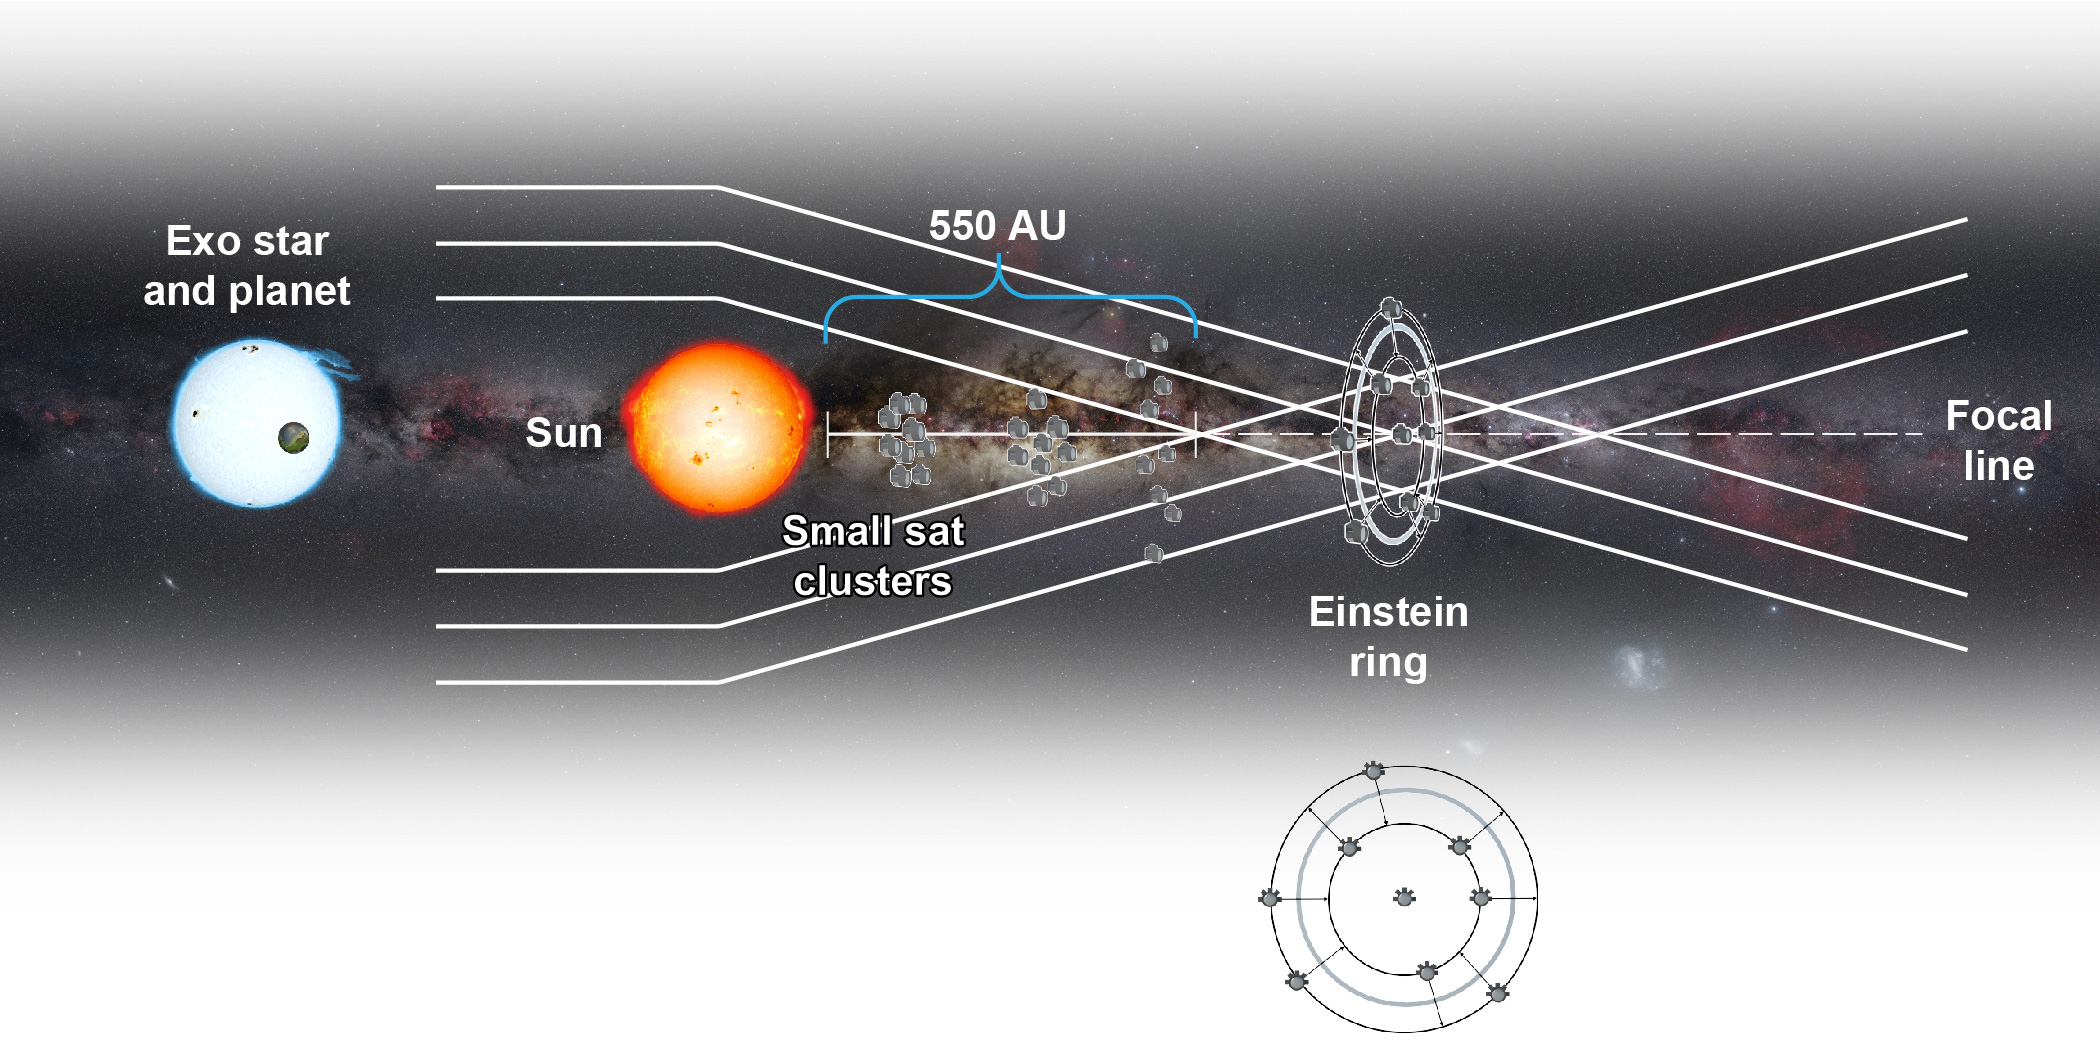 Exo star
and planet
550 AU
Sun
Small sat
clusters
Einstein
ring
Focal
line